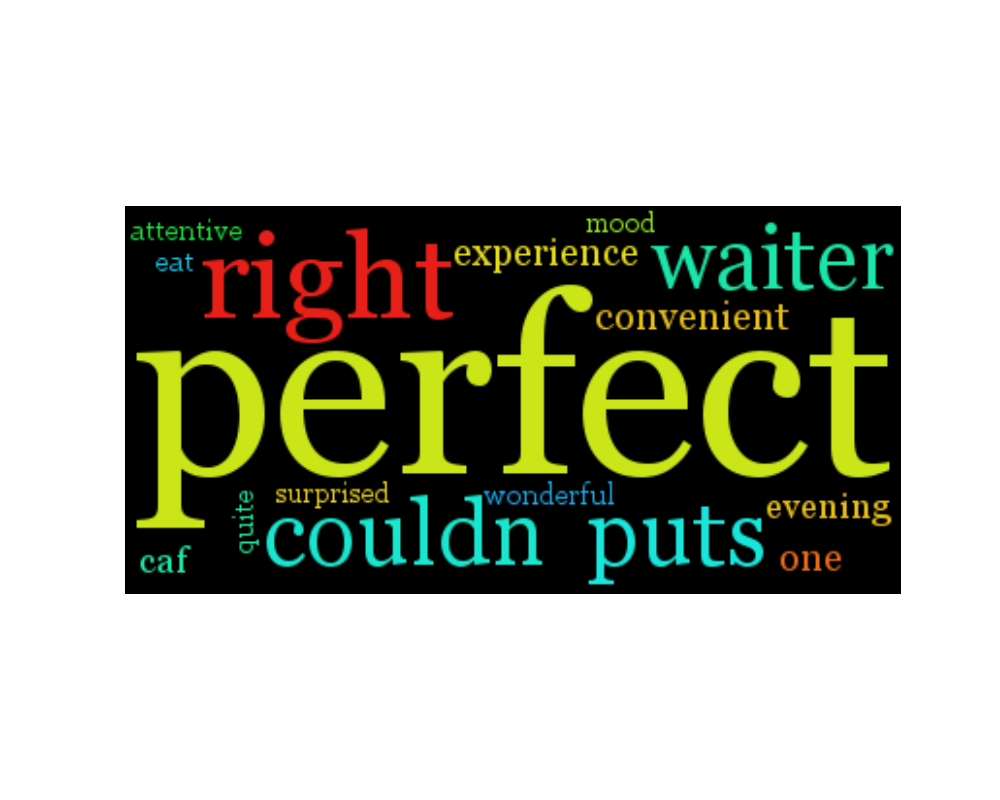 attentive
mood
eat
right
experience
waiter
convenient
perfect
quite
surprised
wonderful
evening
couldn
puts
caf
one